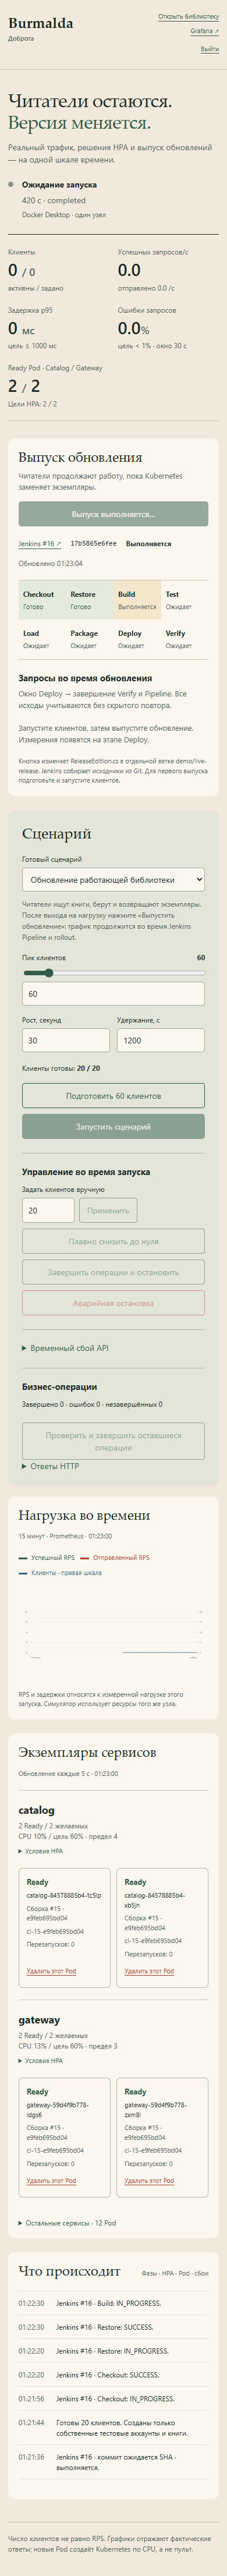 Burmalda
Доброта
Открыть библиотеку
Grafana ↗
Выйти
Читатели остаются.
Версия меняется.
Реальный трафик, решения HPA и выпуск обновлений
— на одной шкале времени.
Ожидание запуска
420 с · completed
Docker Desktop · один узел
Клиенты
0 / 0
активны / задано
Успешных запросов/с
0.0
отправлено 0.0 /с
Задержка p95
0 мс
цель ≤ 1000 мс
Ошибки запросов
0.0%
цель < 1% · окно 30 с
Ready Pod · Catalog / Gateway
2 / 2
Цели HPA: 2 / 2
Выпуск обновления
Читатели продолжают работу, пока Kubernetes
заменяет экземпляры.
Выпуск выполняется...
Jenkins #16 ↗ 17b5865e6fee Выполняется
Обновлено 01:23:04
Checkout Restore Build Test
Готово Готово Выполняется Ожидает
Load Package Deploy Verify
Ожидает Ожидает Ожидает Ожидает
Запросы во время обновления
Окно Deploy → завершение Verify и Pipeline. Все
исходы учитываются без скрытого повтора.
Запустите клиентов, затем выпустите обновление.
Измерения появятся на этапе Deploy.
Кнопка изменяет ReleaseEdition.cs в отдельной ветке demo/live-
release. Jenkins собирает исходники из Git. Для первого выпуска
подготовьте и запустите клиентов.
Сценарий
Готовый сценарий
Обновление работающей библиотеки
Читатели ищут книги, берут и возвращают экземпляры.
После выхода на нагрузку нажмите «Выпустить
обновление»: трафик продолжится во время Jenkins
Pipeline и rollout.
Пик клиентов 60
60
Рост, секунд Удержание, с
30 1200
Клиенты готовы: 20 / 20
Подготовить 60 клиентов
Запустить сценарий
Управление во время запуска
Задать клиентов вручную
20 Применить
Плавно снизить до нуля
Завершить операции и остановить
Аварийная остановка
▶ Временный сбой API
Бизнес-операции
Завершено 0 · ошибок 0 · незавершённых 0
Проверить и завершить оставшиеся
операции
▶ Ответы HTTP
Нагрузка во времени
15 минут · Prometheus · 01:23:00
Успешный RPS Отправленный RPS
Клиенты · правая шкала
RPS и задержки относятся к измеренной нагрузке этого
запуска. Симулятор использует ресурсы того же узла.
Экземпляры сервисов
Обновление каждые 5 с · 01:23:00
catalog
2 Ready / 2 желаемых
CPU 10% / цель 60% · предел 4
▶ Условия HPA
Ready
catalog-84578885b4-tc5lp
Сборка #15 ·
e9feb695bd04
ci-15-e9feb695bd04
Перезапусков: 0
Удалить этот Pod
Ready
catalog-84578885b4-
xb5jn
Сборка #15 ·
e9feb695bd04
ci-15-e9feb695bd04
Перезапусков: 0
Удалить этот Pod
gateway
2 Ready / 2 желаемых
CPU 13% / цель 60% · предел 3
▶ Условия HPA
Ready
gateway-59d4f9b778-
ldgs6
Сборка #15 ·
e9feb695bd04
ci-15-e9feb695bd04
Перезапусков: 0
Удалить этот Pod
Ready
gateway-59d4f9b778-
zxm8l
Сборка #15 ·
e9feb695bd04
ci-15-e9feb695bd04
Перезапусков: 0
Удалить этот Pod
▶ Остальные сервисы · 12 Pod
Что происходит
Фазы · HPA · Pod · сбои
01:22:30 Jenkins #16 · Build: IN_PROGRESS.
01:22:30 Jenkins #16 · Restore: SUCCESS.
01:22:20 Jenkins #16 · Restore: IN_PROGRESS.
01:22:20 Jenkins #16 · Checkout: SUCCESS.
01:21:56 Jenkins #16 · Checkout: IN_PROGRESS.
01:21:44 Готовы 20 клиентов. Созданы только
собственные тестовые аккаунты и книги.
01:21:36 Jenkins #16 · коммит ожидается SHA ·
выполняется.
Число клиентов не равно RPS. Графики отражают фактические
ответы; новые Pod создаёт Kubernetes по CPU, а не пульт.